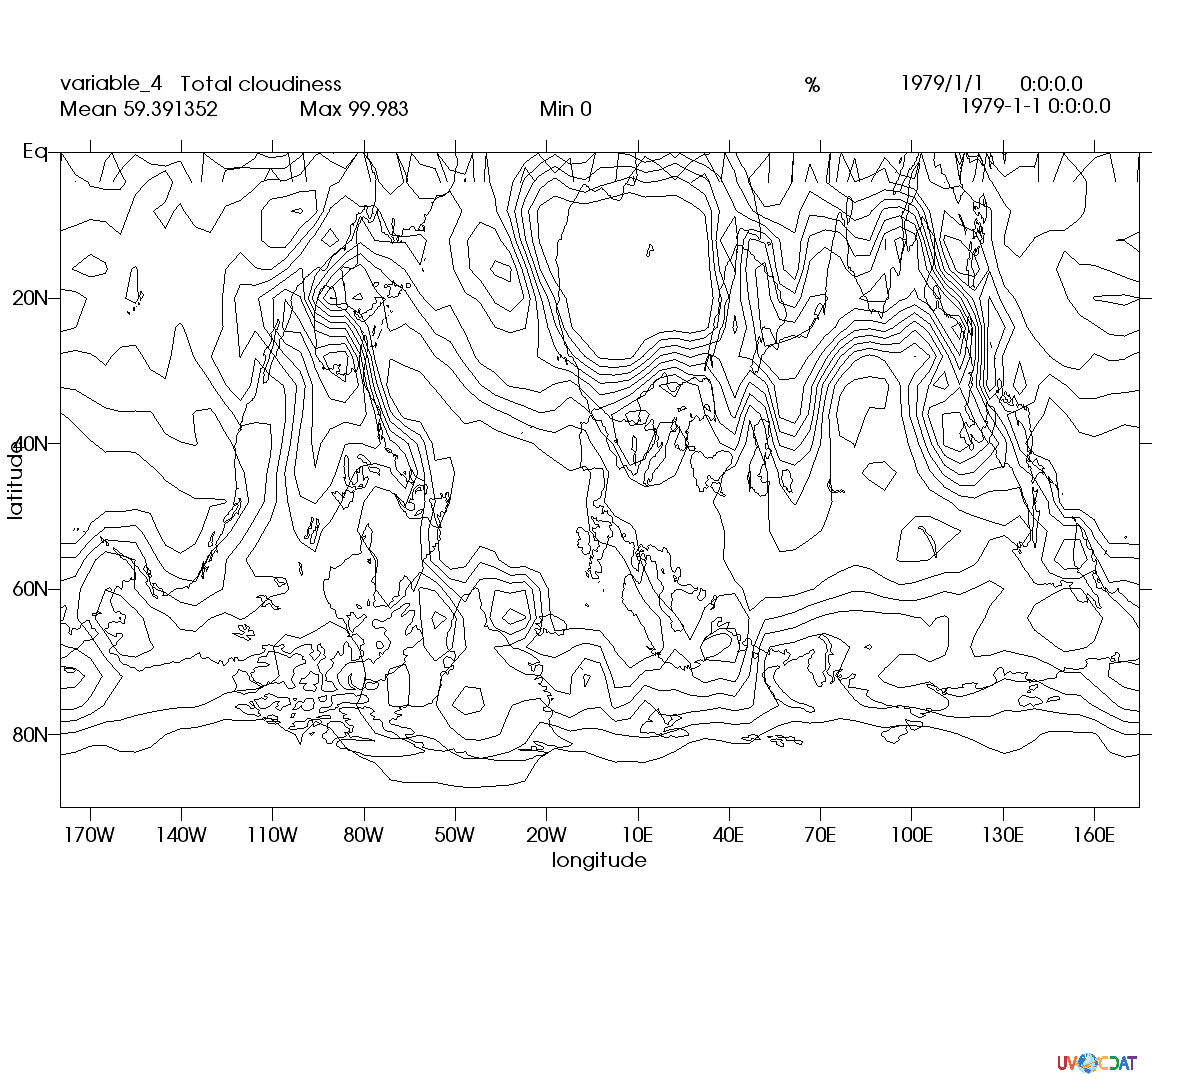 variable_4 Total cloudiness % 1979/1/1 0:0:0.0
Mean 59.391352 Max 99.983 Min 0 1979-1-1 0:0:0.0
Eq
20N
40N
60N
80N
latitude
170W 140W 110W 80W 50W 20W 10E 40E 70E 100E 130E 160E
longitude
UV CDAT